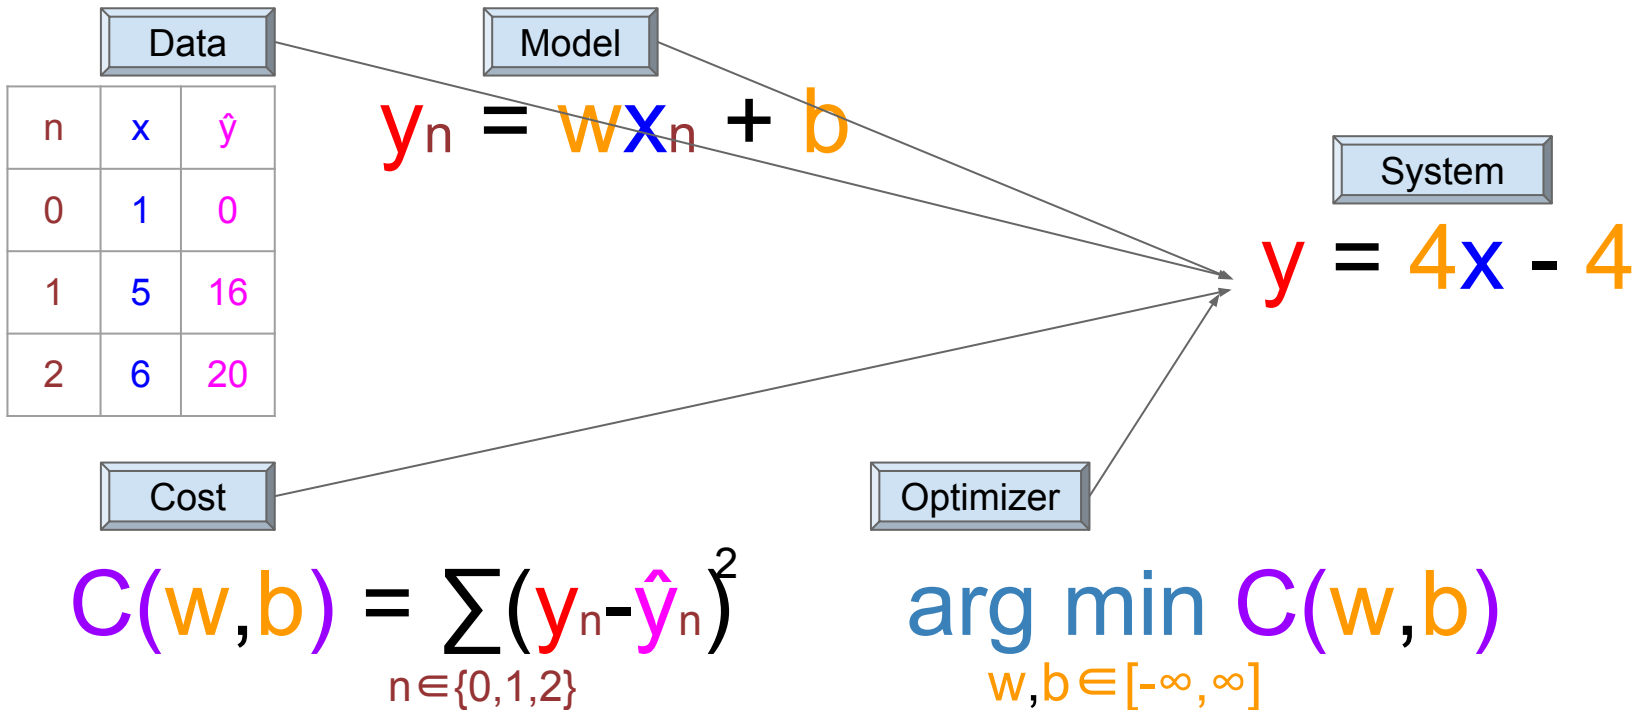 Data
Model
n x ŷ
0 1 0
1 5 16
2 6 20
yn = wxn + b
System
y = 4x - 4
Cost
Optimizer
C(w,b) = ∑(yn-ŷn)2
n∈{0,1,2}
arg min C(w,b)
w,b∈[-∞,∞]